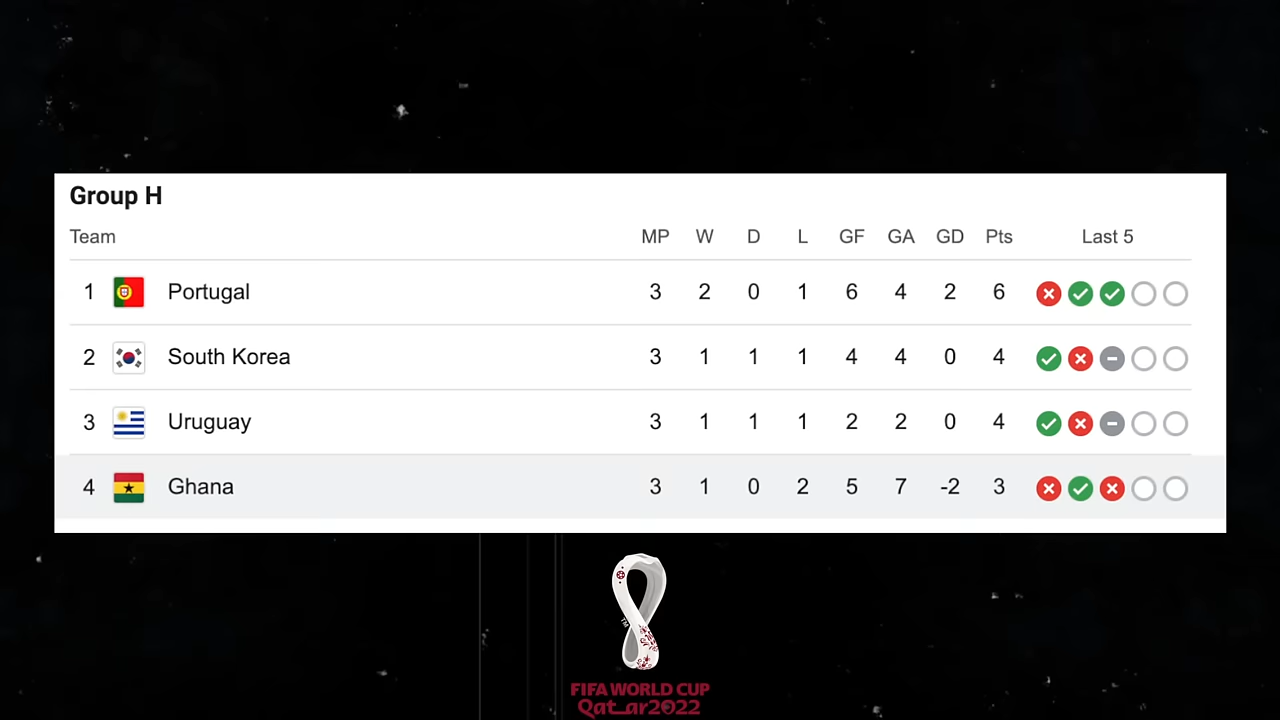 Group H
Team MP W D L GF GA GD Pts Last 5
1 Portugal 3 2 0 1 6 4 2 6
2 South Korea 3 1 1 1 4 4 0 4
3 Uruguay 3 1 1 1 2 2 0 4
4 Ghana 3 1 0 2 5 7 -2 3
TM
FIFA WORLD CUP
Qatar2022